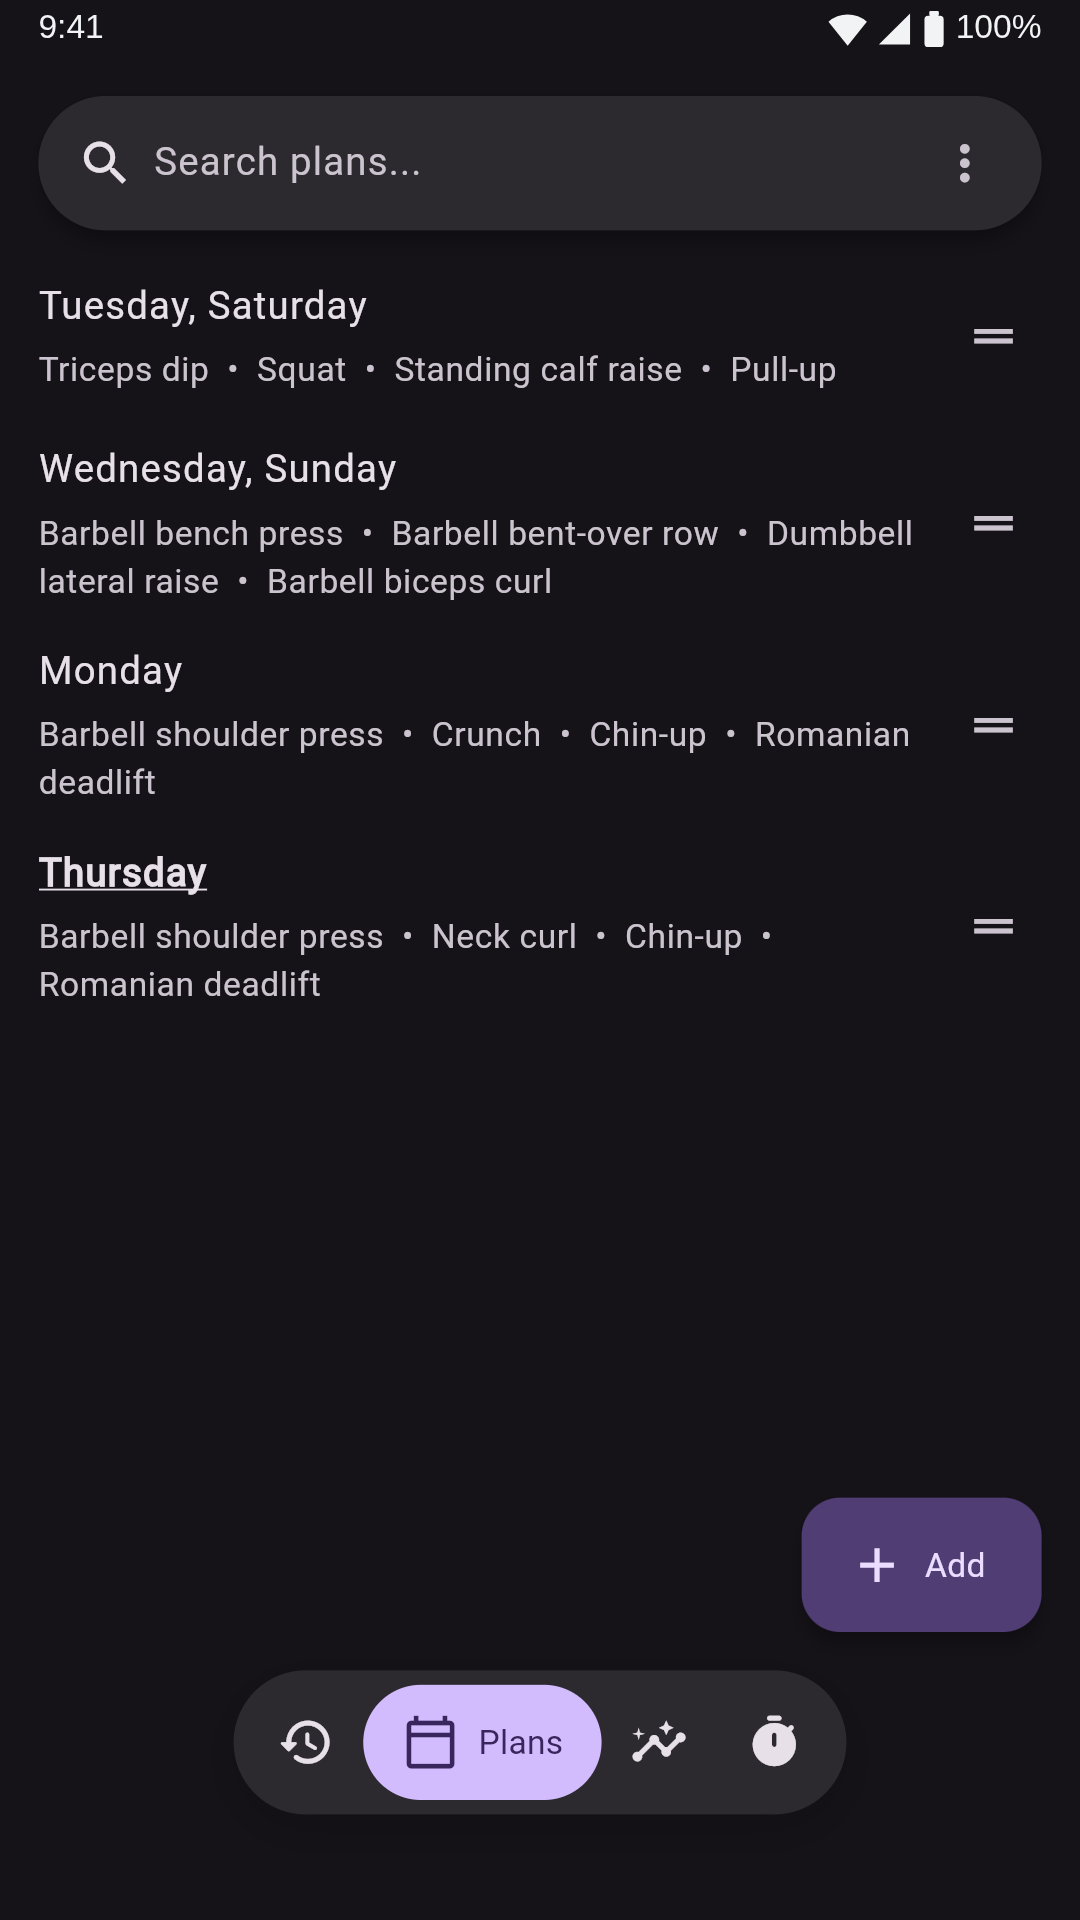 9:41
100%
Search plans...
Tuesday, Saturday
Triceps dip • Squat • Standing calf raise • Pull-up
Wednesday, Sunday
Barbell bench press • Barbell bent-over row • Dumbbell
lateral raise • Barbell biceps curl
Monday
Barbell shoulder press • Crunch • Chin-up • Romanian
deadlift
Thursday
Barbell shoulder press • Neck curl • Chin-up •
Romanian deadlift
Add
Plans